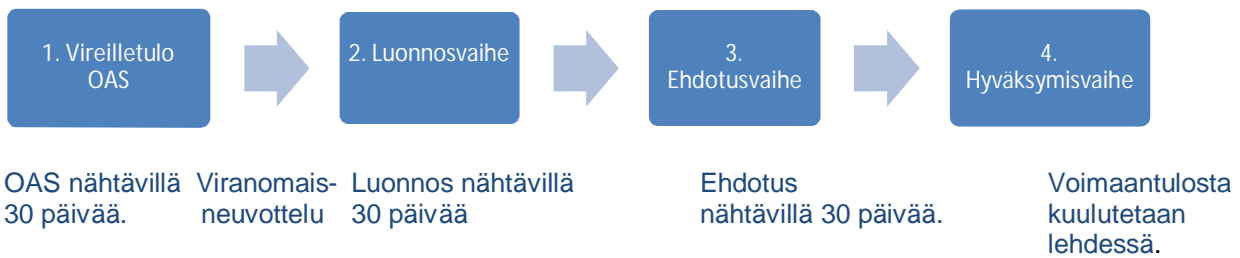 1. Vireilletulo
OAS
2. Luonnosvaihe
3.
Ehdotusvaihe
4.
Hyväksymisvaihe
OAS nähtävillä
30 päivää.
Viranomais-
neuvottelu
Luonnos nähtävillä
30 päivää
Ehdotus
nähtävillä 30 päivää.
Voimaantulosta
kuulutetaan
lehdessä.